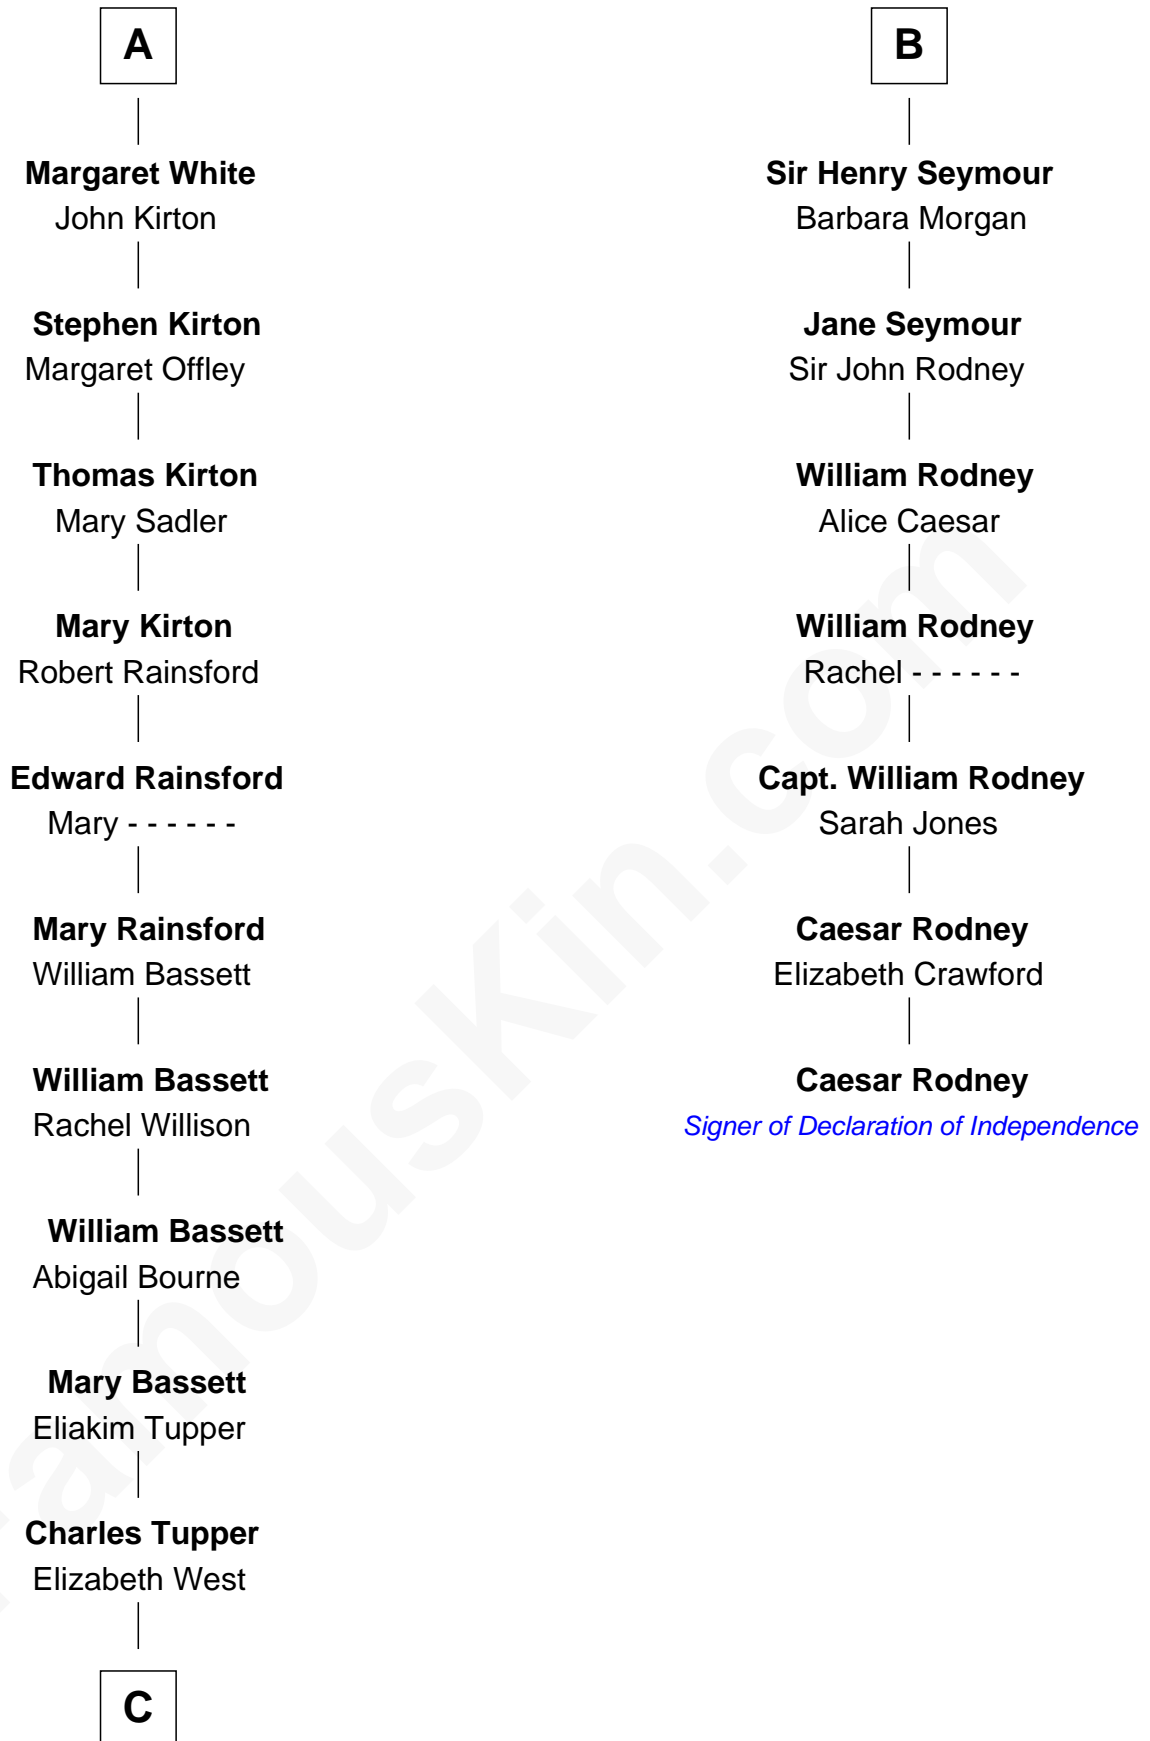 A
Margaret White
John Kirton
Stephen Kirton
Margaret Offley
Thomas Kirton
Mary Sadler
Mary Kirton
Robert Rainsford
Edward Rainsford
Mary - - - - - -
Mary Rainsford
William Bassett
William Bassett
Rachel Willison
William Bassett
Abigail Bourne
Mary Bassett
Eliakim Tupper
Charles Tupper
Elizabeth West
C
B
Sir Henry Seymour
Barbara Morgan
Jane Seymour
Sir John Rodney
William Rodney
Alice Caesar
William Rodney
Rachel - - - - - -
Capt. William Rodney
Sarah Jones
Caesar Rodney
Elizabeth Crawford
Caesar Rodney
Signer of Declaration of Independence
FamousKin.com